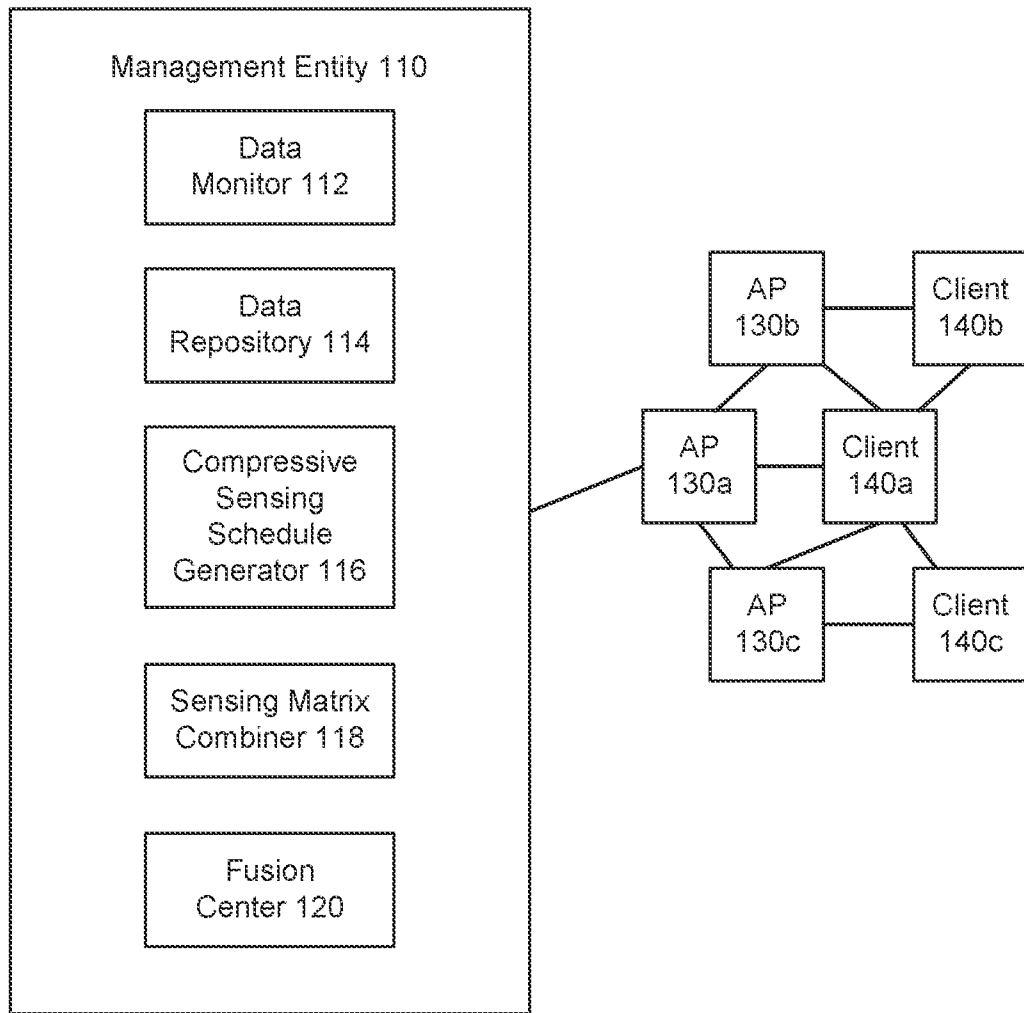 Management Entity 110
Data
Monitor 112
Data
Repository 114
Compressive
Sensing
Schedule
Generator 116
Sensing Matrix
Combiner 118
Fusion
Center 120
AP
130b
Client
140b
AP
130a
Client
140a
AP
130c
Client
140c